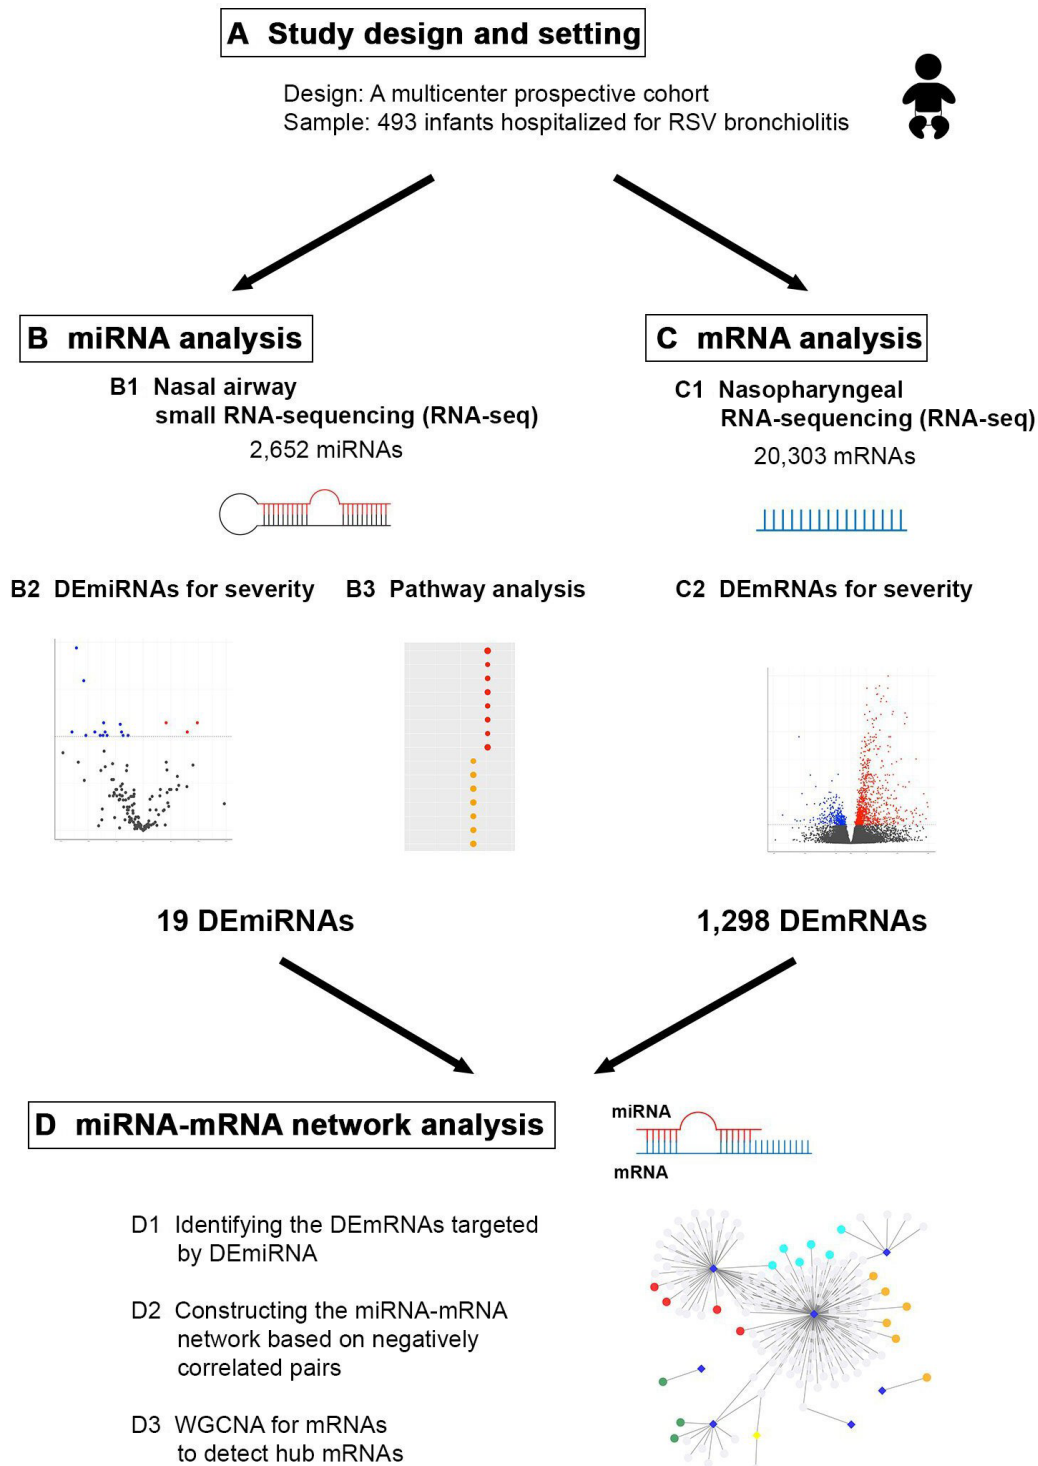 A Study design and setting
Design: A multicenter prospective cohort
Sample: 493 infants hospitalized for RSV bronchiolitis
B miRNA analysis
B1 Nasal airway
small RNA-sequencing (RNA-seq)
2,652 miRNAs
C mRNA analysis
C1 Nasopharyngeal
RNA-sequencing (RNA-seq)
20,303 mRNAs
B2 DEmiRNAs for severity
B3 Pathway analysis
C2 DEmRNAs for severity
19 DEmiRNAs
1,298 DEmRNAs
D miRNA-mRNA network analysis
miRNA
mRNA
D1 Identifying the DEmRNAs targeted
by DEmiRNA
D2 Constructing the miRNA-mRNA
network based on negatively
correlated pairs
D3 WGCNA for mRNAs
to detect hub mRNAs